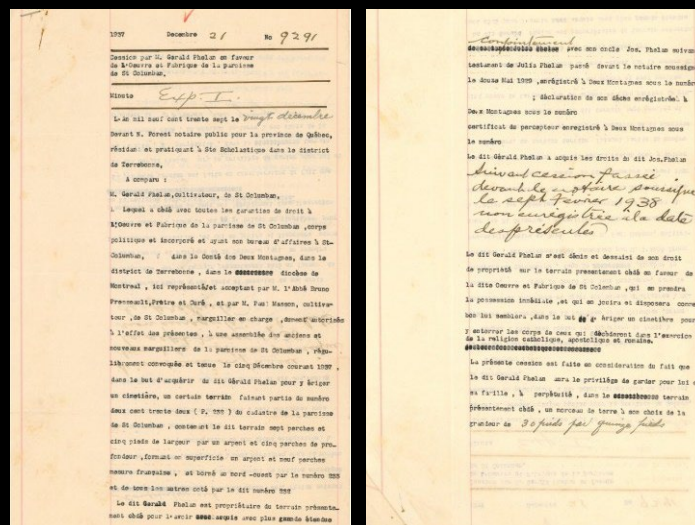 1937 Decembre 21 No 9291
Cession par M. Gerald Phelan en faveur
de l'Oeuvre et Fabrique de la paroisse
de St Columban.
Minute Exp I.
L'An mil neuf cent trente sept le vingt décembre
Devant N. Forest notaire public pour la province de Québec,
résidant et pratiquant à Ste Scholastique dans le district
de Terrebonne.
A comparu :
M. Gerald Phelan, cultivateur, de St Columban,
Lequel a cédé avec toutes les garanties de droit à
l'Oeuvre et Fabrique de la paroisse de St Columban, corps
politique et incorporé et ayant son bureau d'affaires à St-
Columban, dans le Comté des Deux Montagnes, dans le
district de Terrebonne, dans le diocèse de
Montreal, ici représentée et acceptant par M. l'Abbé Bruno
Presseault, Prêtre et Curé, et par M. Paul Masson, cultiva-
teur, de St Columban, marguiller en charge, dument autorisés
à l'effet des présentes, à une assemblée des anciens et
nouveaux marguillers de la paroisse de St Columban, régu-
lièrement convoquée et tenue le cinq Décembre courant 1937,
dans le but d'acquérir du dit Gérald Phelan pour y ériger
un cimetière, un certain terrain faisant partie du numéro
deux cent trente deux ( P. 232 ) du cadastre de la paroisse
de St Columban, contenant le dit terrain sept perches et
cinq pieds de largeur par un arpent et cinq perches de pro-
fondeur, formant en superficie un arpent et neuf perches
mesure française, et borné au nord-ouest par le numéro 233
et de tous les autres coté par le dit numéro 232
Le dit Gerald Phelan est propriétaire du terrain présente-
ment cédé pour l'avoir acquis avec plus grande étendue
conjointement avec son oncle Jos. Phelan suivant
testament de Julia Phelan passé devant le notaire soussigné
le douze Mai 1929, enregistré à Deux Montagnes sous le numéro
; déclaration de son décès enregistrée à
Deux Montagnes sous le numéro
certificat du percepteur enregistré à Deux Montagnes sous
le numéro
Le dit Gérald Phelan a acquis les droits du dit Jos.Phelan
suivant cession passée
devant le notaire soussigné
le sept février 1938
non enregistrée à la date
des présentes
Le dit Gerald Phelan s'est démis et dessaisi de son droit
de propriété sur le terrain presentement cédé en faveur de
la dite Oeuvre et Fabrique de St Columban, qui en prendra
la possession immédiate, et qui en jouira et disposera comme
bon lui semblera, dans le but d'y ériger un cimetière pour
y enterrer les corps de ceux qui décèderont dans l'exercice
de la religion catholique, apostolique et romaine.
La présente cession est faite en considération du fait que
le dit Gerald Phelan aura le privilège de garder pour lui et
sa famille, à perpétuité, dans le terrain
présentement cédé, un morceau de terre à son choix de la
grandeur de 30 pieds par quinze pieds